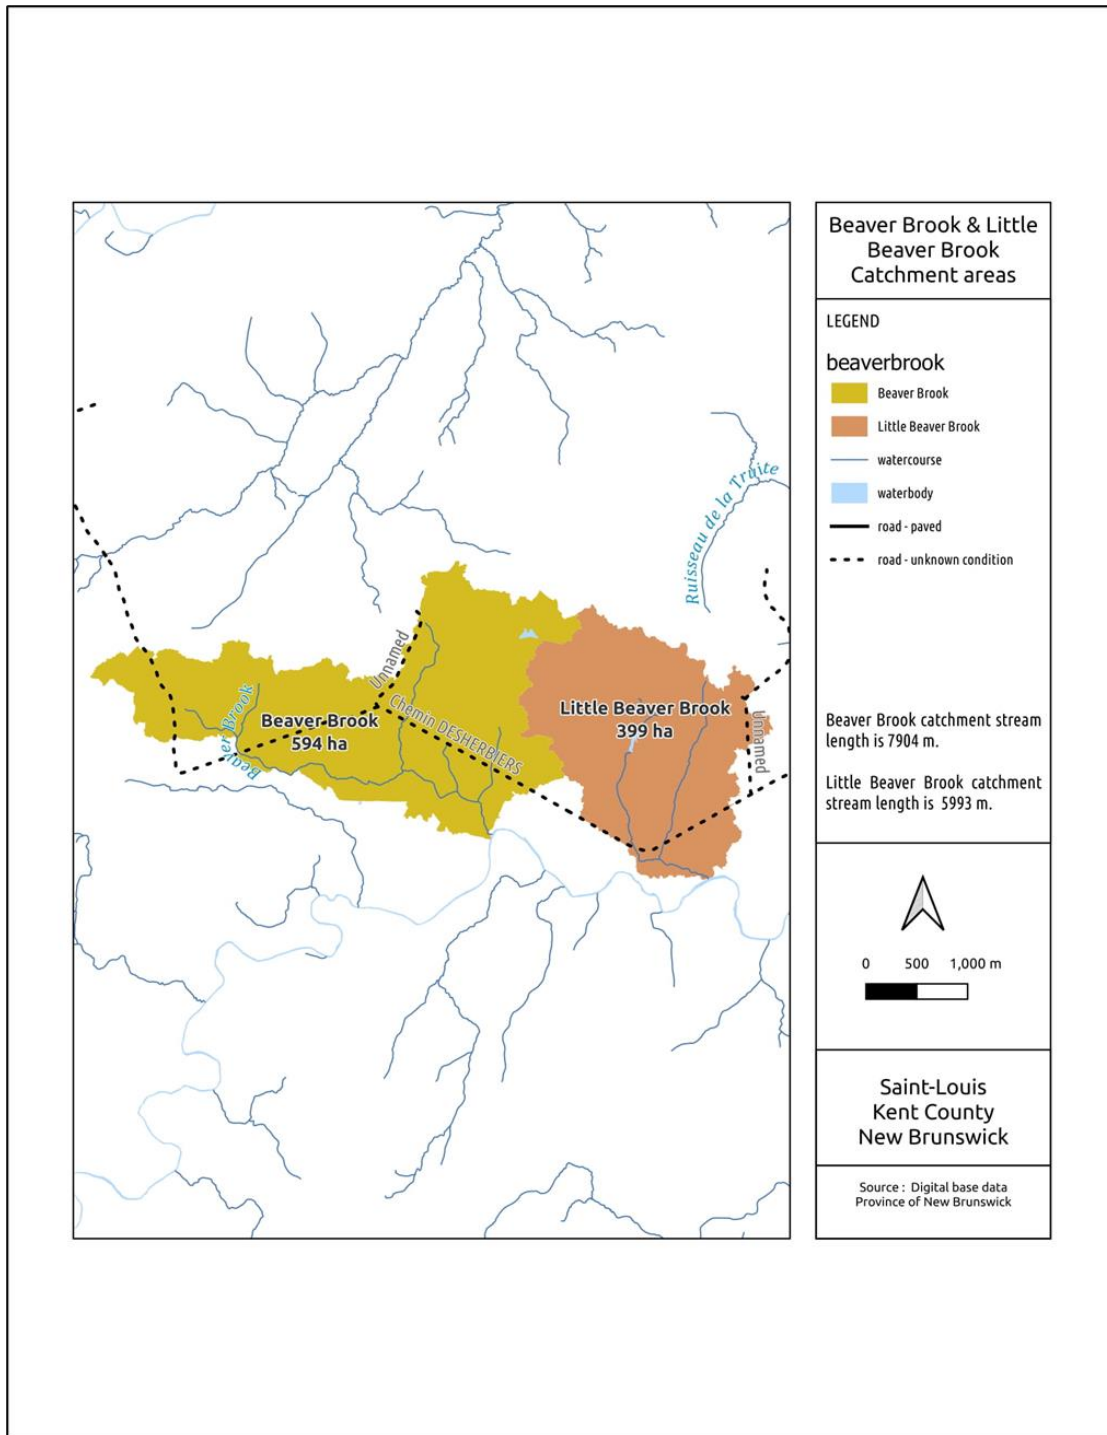 Beaver Brook & Little
Beaver Brook
Catchment areas
LEGEND
beaverbrook
Beaver Brook
Little Beaver Brook
watercourse
waterbody
road - paved
road - unknown condition
Beaver Brook catchment stream
length is 7904 m.
Little Beaver Brook catchment
stream length is 5993 m.
0 500 1,000 m
Saint-Louis
Kent County
New Brunswick
Source : Digital base data
Province of New Brunswick
Ruisseau de la Truite
Unnamed
Beaver Brook
Beaver Brook
594 ha
Chemin DESHERBIERS
Little Beaver Brook
399 ha
Unnamed